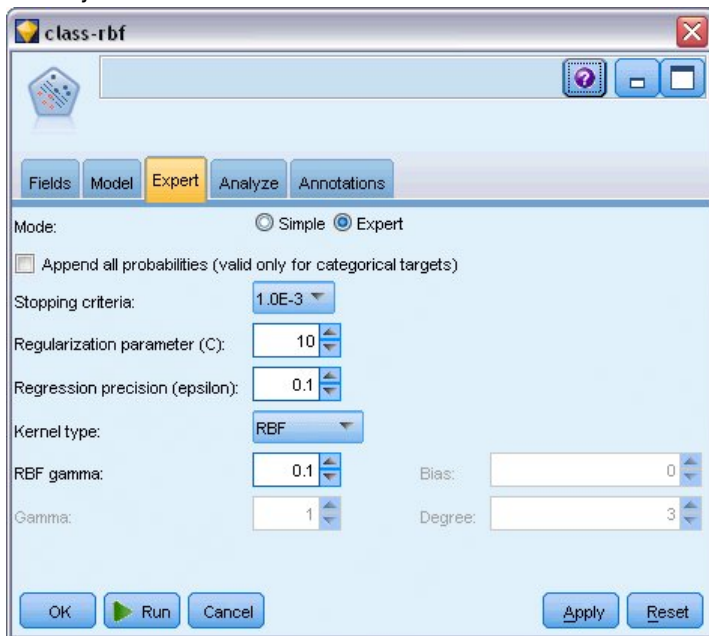 class-rbf
Fields Model Expert Analyze Annotations
Mode: Simple Expert
Append all probabilities (valid only for categorical targets)
Stopping criteria: 1.0E-3
Regularization parameter (C): 10
Regression precision (epsilon): 0.1
Kernel type: RBF
RBF gamma: 0.1 Bias: 0
Gamma: 1 Degree: 3
OK Run Cancel Apply Reset